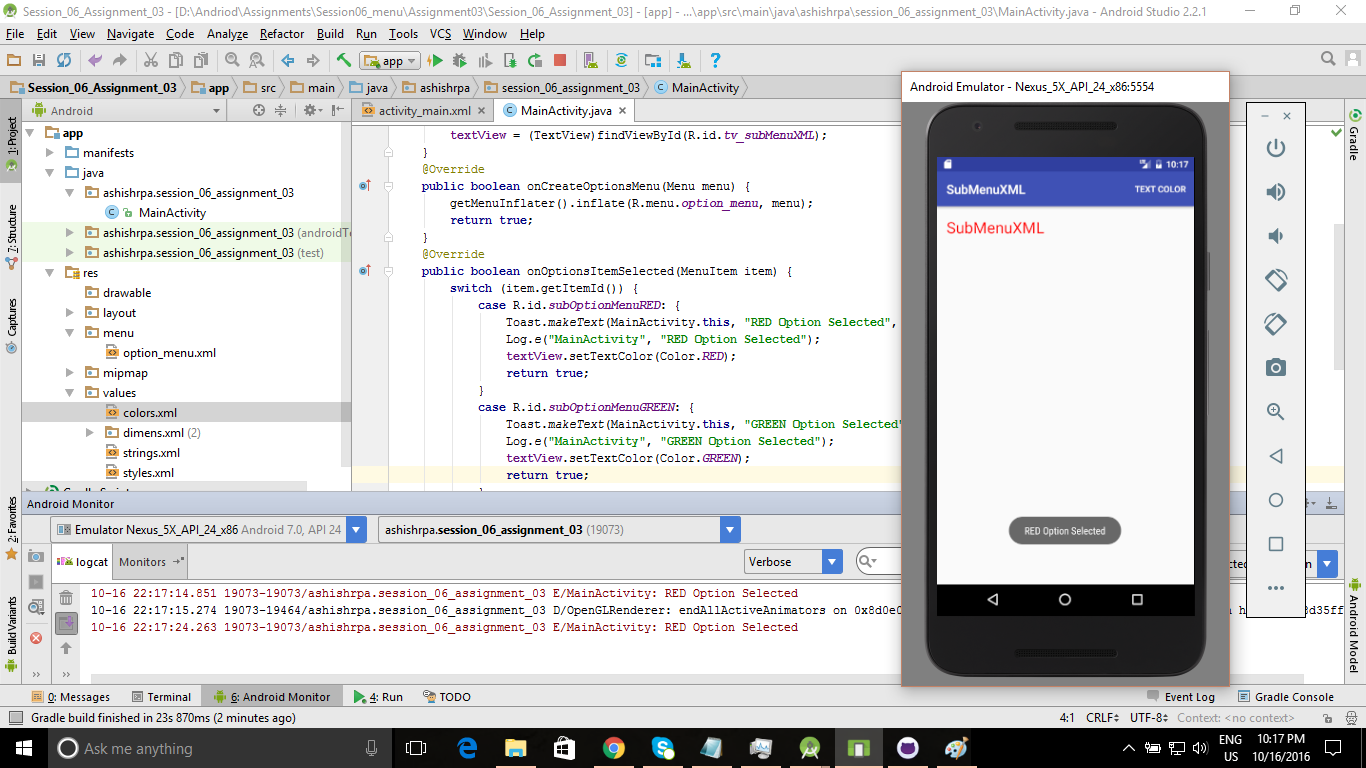 Session_06_Assignment_03 - [D:\Andriod\Assignments\Session06_menu\Assignment03\Session_06_Assignment_03] - [app] - ...\app\src\main\java\ashishrpa\session_06_assignment_03\MainActivity.java - Android Studio 2.2.1
File Edit View Navigate Code Analyze Refactor Build Run Tools VCS Window Help
app
Session_06_Assignment_03 app src main java ashishrpa session_06_assignment_03 MainActivity
Android
activity_main.xml MainActivity.java
1: Project
7: Structure
Captures
2: Favorites
Build Variants
app
manifests
java
ashishrpa.session_06_assignment_03
MainActivity
ashishrpa.session_06_assignment_03 (androidTe
ashishrpa.session_06_assignment_03 (test)
res
drawable
layout
menu
option_menu.xml
mipmap
values
colors.xml
dimens.xml (2)
strings.xml
styles.xml
textView = (TextView)findViewById(R.id.tv_subMenuXML);
}
@Override
public boolean onCreateOptionsMenu(Menu menu) {
getMenuInflater().inflate(R.menu.option_menu, menu);
return true;
}
@Override
public boolean onOptionsItemSelected(MenuItem item) {
switch (item.getItemId()) {
case R.id.subOptionMenuRED: {
Toast.makeText(MainActivity.this, "RED Option Selected",
Log.e("MainActivity", "RED Option Selected");
textView.setTextColor(Color.RED);
return true;
}
case R.id.subOptionMenuGREEN: {
Toast.makeText(MainActivity.this, "GREEN Option Selected"
Log.e("MainActivity", "GREEN Option Selected");
textView.setTextColor(Color.GREEN);
return true;
Android Emulator - Nexus_5X_API_24_x86:5554
10:17
SubMenuXML TEXT COLOR
SubMenuXML
RED Option Selected
Gradle
Android Model
Android Monitor
Emulator Nexus_5X_API_24_x86 Android 7.0, API 24
ashishrpa.session_06_assignment_03 (19073)
logcat Monitors
Verbose
10-16 22:17:14.851 19073-19073/ashishrpa.session_06_assignment_03 E/MainActivity: RED Option Selected
10-16 22:17:15.274 19073-19464/ashishrpa.session_06_assignment_03 D/OpenGLRenderer: endAllActiveAnimators on 0x8d0e0
10-16 22:17:24.263 19073-19073/ashishrpa.session_06_assignment_03 E/MainActivity: RED Option Selected
0: Messages Terminal 6: Android Monitor 4: Run TODO Event Log Gradle Console
Gradle build finished in 23s 870ms (2 minutes ago)
4:1 CRLF UTF-8 Context: <no context>
Ask me anything
ENG
US
10:17 PM
10/16/2016